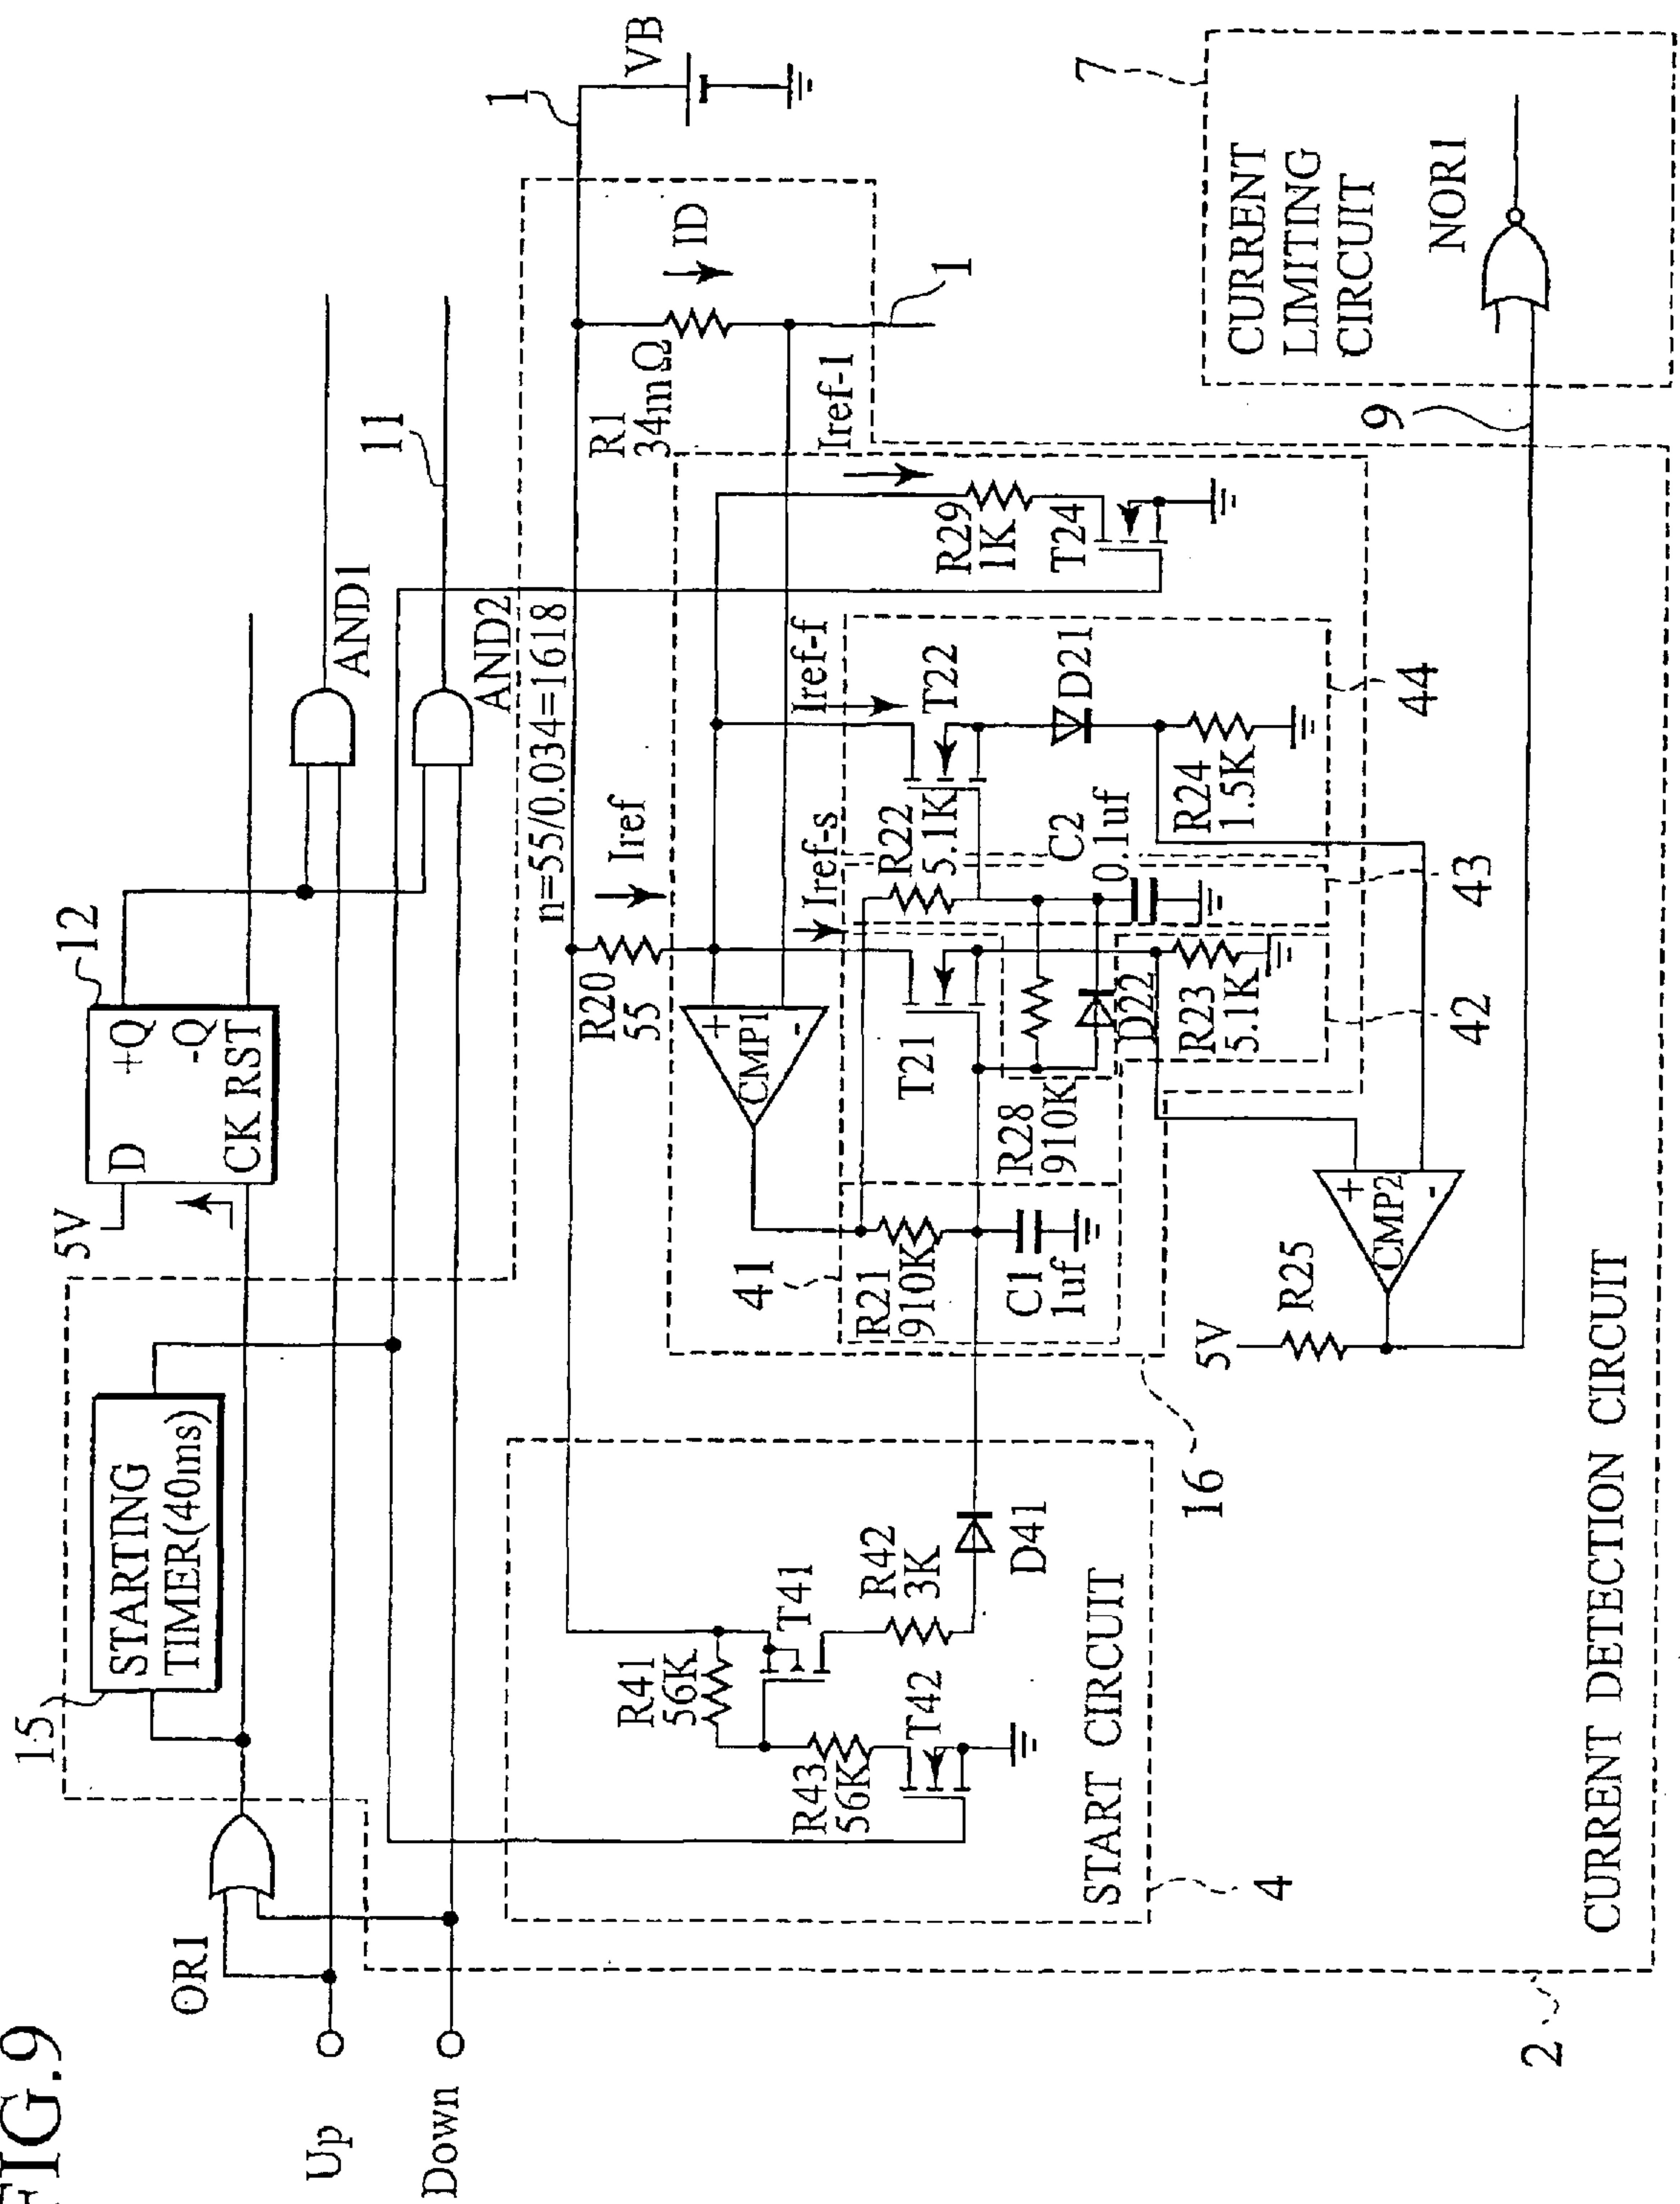 FIG.9
Up
Down
OR1
15
STARTING
TIMER(40ms)
5V
D
+Q
-Q
CK RST
12
AND1
AND2
11
n=55/0.034=1618
1
VB
R1
34mΩ
ID
1
R20
55
Iref
Iref-s
Iref-f
Iref-1
CMP1
+
-
41
R21
910K
C1
1uf
T21
R28
910K
D22
R22
5.1K
C2
0.1uf
R23
5.1K
T22
D21
R24
1.5K
R29
1K
T24
42
43
44
16
R41
56K
T41
R42
3K
D41
R43
56K
T42
START CIRCUIT
4
5V
R25
CMP2
+
-
9
CURRENT
LIMITING
CIRCUIT
NOR1
7
CURRENT DETECTION CIRCUIT
2